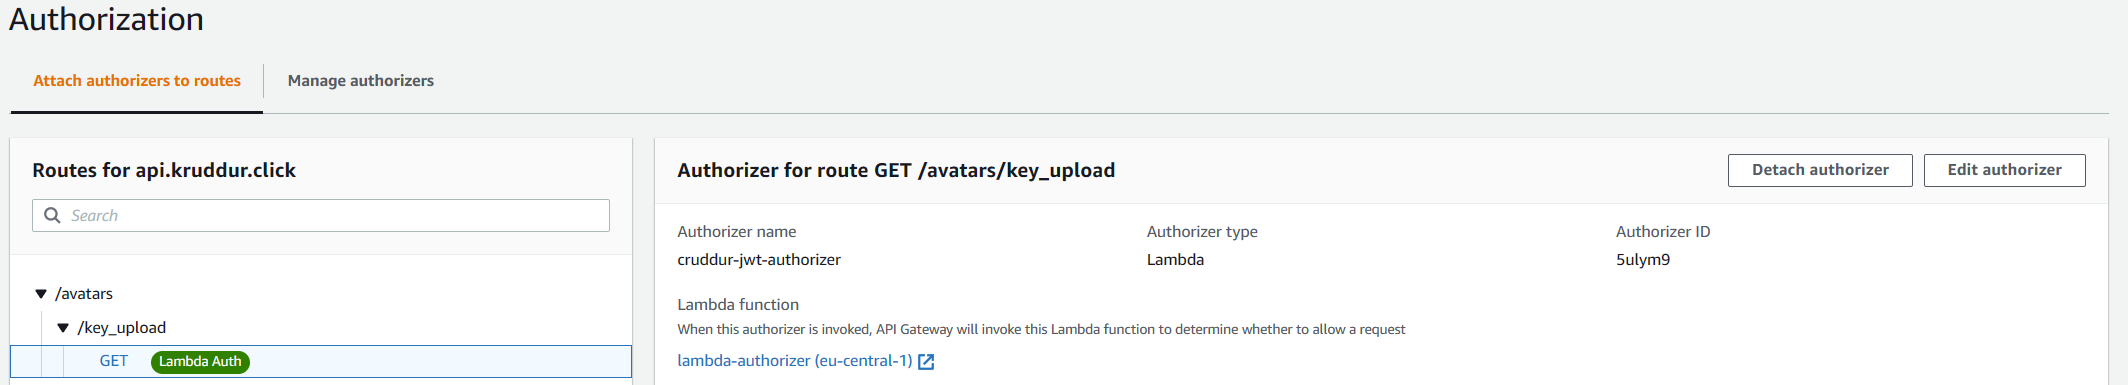 Authorization
Attach authorizers to routes
Manage authorizers
Routes for api.kruddur.click
Search
/avatars
/key_upload
GET Lambda Auth
Authorizer for route GET /avatars/key_upload
Detach authorizer
Edit authorizer
Authorizer name
cruddur-jwt-authorizer
Authorizer type
Lambda
Authorizer ID
5ulym9
Lambda function
When this authorizer is invoked, API Gateway will invoke this Lambda function to determine whether to allow a request
lambda-authorizer (eu-central-1)